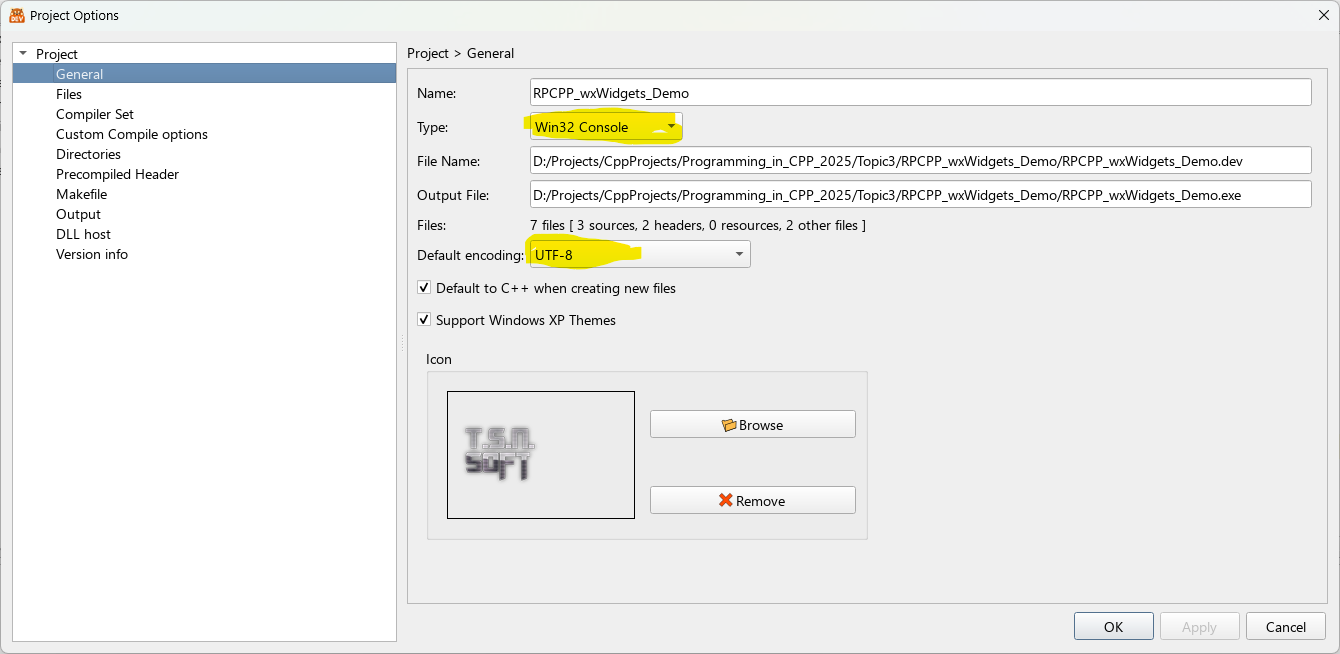 Project Options
Project
General
Files
Compiler Set
Custom Compile options
Directories
Precompiled Header
Makefile
Output
DLL host
Version info
Project > General
Name: RPCPP_wxWidgets_Demo
Type: Win32 Console
File Name: D:/Projects/CppProjects/Programming_in_CPP_2025/Topic3/RPCPP_wxWidgets_Demo/RPCPP_wxWidgets_Demo.dev
Output File: D:/Projects/CppProjects/Programming_in_CPP_2025/Topic3/RPCPP_wxWidgets_Demo/RPCPP_wxWidgets_Demo.exe
Files: 7 files [ 3 sources, 2 headers, 0 resources, 2 other files ]
Default encoding: UTF-8
Default to C++ when creating new files
Support Windows XP Themes
Icon
T.S.N.
SOFT
Browse
Remove
OK Apply Cancel